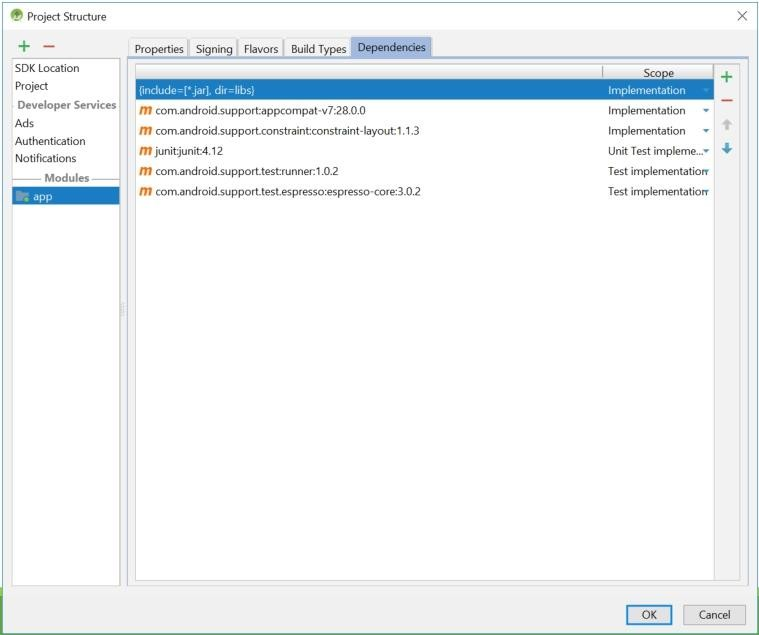 Project Structure
Properties Signing Flavors Build Types Dependencies
SDK Location
Project
Developer Services
Ads
Authentication
Notifications
Modules
app
Scope
{include=[*.jar], dir=libs} Implementation
m com.android.support:appcompat-v7:28.0.0 Implementation
m com.android.support.constraint:constraint-layout:1.1.3 Implementation
m junit:junit:4.12 Unit Test impleme...
m com.android.support.test:runner:1.0.2 Test implementation
m com.android.support.test.espresso:espresso-core:3.0.2 Test implementation
OK Cancel